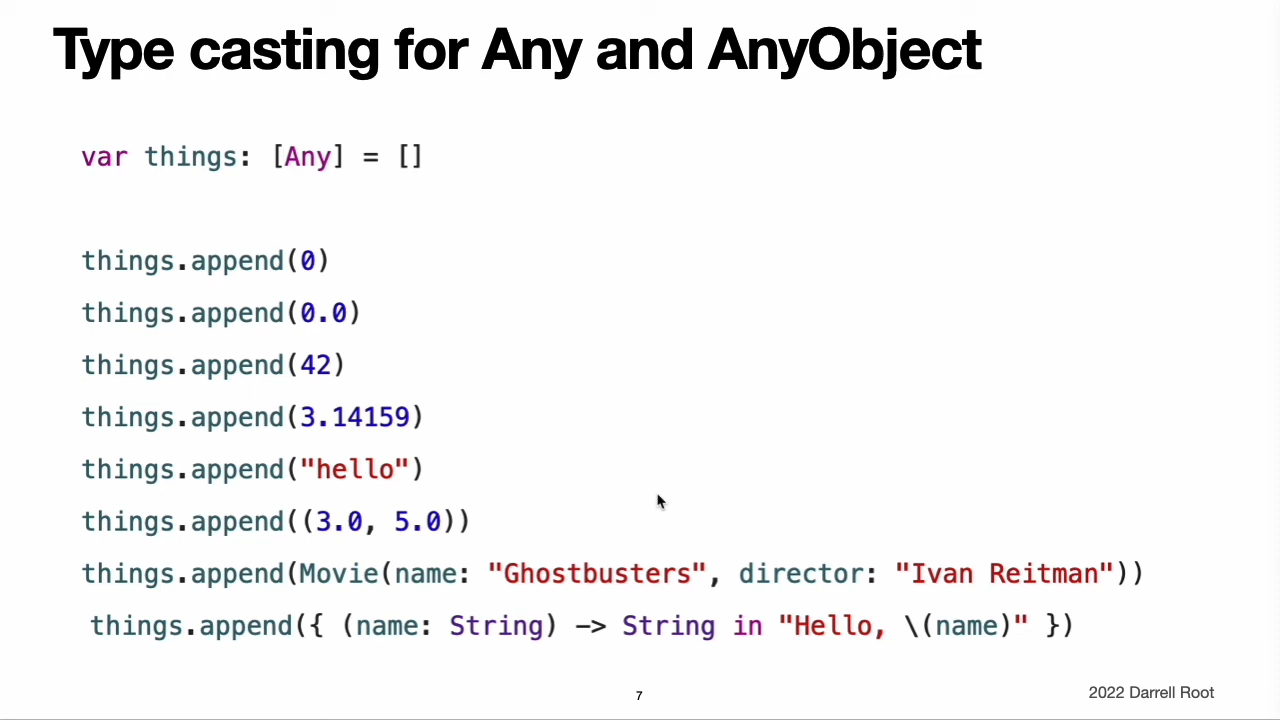 Type casting for Any and AnyObject
var things: [Any] = []
things.append(0)
things.append(0.0)
things.append(42)
things.append(3.14159)
things.append("hello")
things.append((3.0, 5.0))
things.append(Movie(name: "Ghostbusters", director: "Ivan Reitman"))
things.append({ (name: String) -> String in "Hello, \(name)" })
7
2022 Darrell Root